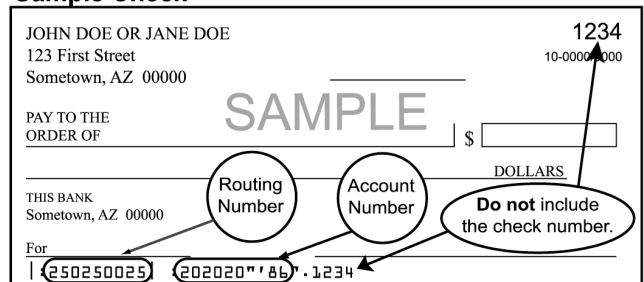 Sample Check
JOHN DOE OR JANE DOE
1234
123 First Street
10-0000/0000
Sometown, AZ 00000
SAMPLE
PAY TO THE
ORDER OF
$
DOLLARS
THIS BANK
Sometown, AZ 00000
Routing
Number
Account
Number
Do not include
the check number.
For
250250025 202020"'86".1234